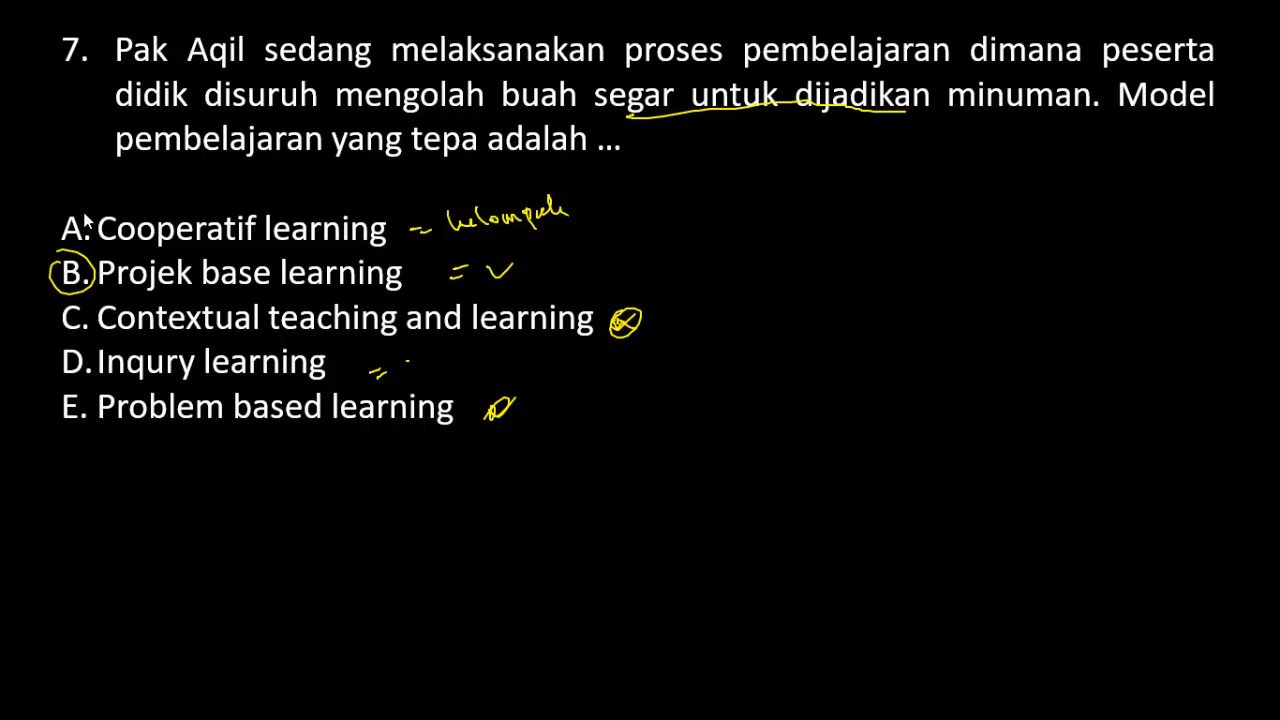 7. Pak Aqil sedang melaksanakan proses pembelajaran dimana peserta
didik disuruh mengolah buah segar untuk dijadikan minuman. Model
pembelajaran yang tepa adalah ...
A. Cooperatif learning = kelompok
B. Projek base learning =
C. Contextual teaching and learning
D. Inqury learning =
E. Problem based learning